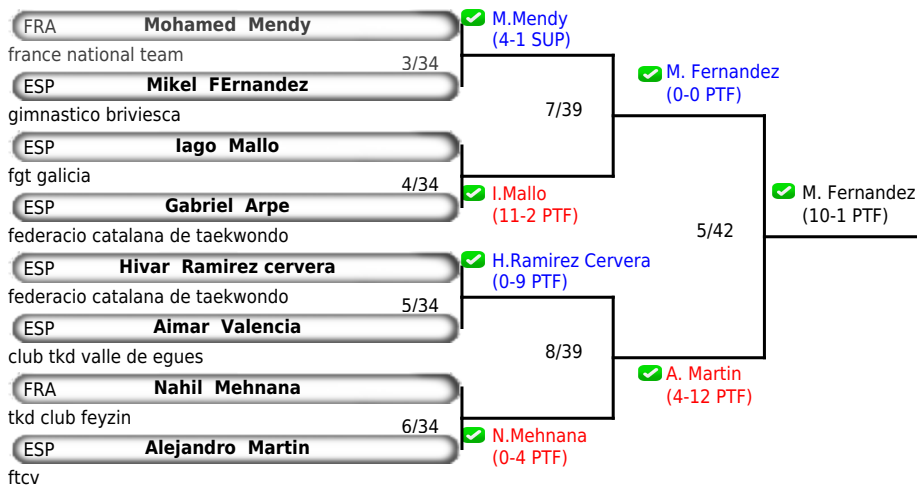 FRA Mohamed Mendy
france national team
3/34
ESP Mikel FErnandez
gimnastico briviesca
M.Mendy
(4-1 SUP)
ESP Iago Mallo
fgt galicia
4/34
ESP Gabriel Arpe
federacio catalana de taekwondo
I.Mallo
(11-2 PTF)
7/39
M. Fernandez
(0-0 PTF)
ESP Hivar Ramirez cervera
federacio catalana de taekwondo
5/34
ESP Aimar Valencia
club tkd valle de egues
H.Ramirez Cervera
(0-9 PTF)
FRA Nahil Mehnana
tkd club feyzin
6/34
ESP Alejandro Martin
ftcv
N.Mehnana
(0-4 PTF)
8/39
A. Martin
(4-12 PTF)
5/42
M. Fernandez
(10-1 PTF)